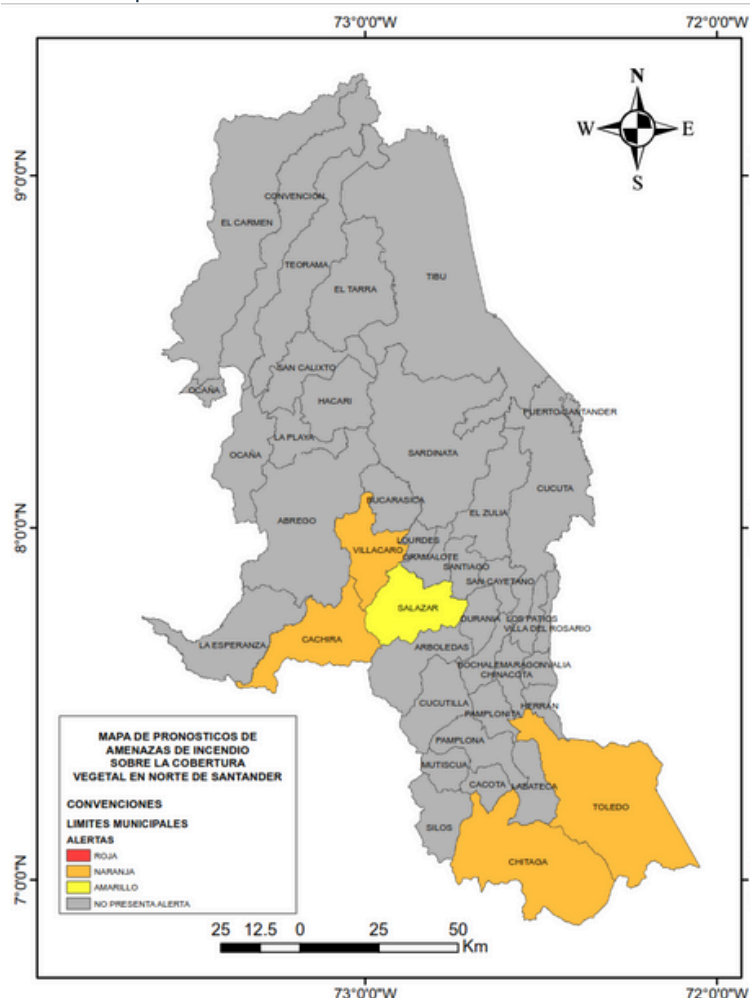 73°0'0"W
72°0'0"W
N
W
E
S
9°0'0"N
CONVENCIÓN
EL CARMEN
TEORAMA
TIBU
EL TARRA
SAN CALIXTO
OCAÑA
HACARI
PUERTO SANTANDER
LA PLAYA
OCAÑA
SARDINATA
CUCUTA
BUCARASICA
EL ZULIA
ABREGO
8°0'0"N
LOURDES
VILLACARO
GRAMALOTE
SANTIAGO
SAN CAYETANO
SALAZAR
DURANIA
LOS PATIOS
VILLA DEL ROSARIO
CACHIRA
LA ESPERANZA
ARBOLEDAS
BOCHALEMA
RAGONVALIA
CHINACOTA
CUCUTILLA
HERRAN
PAMPLONITA
PAMPLONA
MUTISCUA
CACOTA
LABATECA
TOLEDO
SILOS
CHITAGA
7°0'0"N
MAPA DE PRONOSTICOS DE
AMENAZAS DE INCENDIO
SOBRE LA COBERTURA
VEGETAL EN NORTE DE SANTANDER
CONVENCIONES
LIMITES MUNICIPALES
ALERTAS
ROJA
NARANJA
AMARILLO
NO PRESENTA ALERTA
25 12.5 0 25 50
Km
73°0'0"W
72°0'0"W